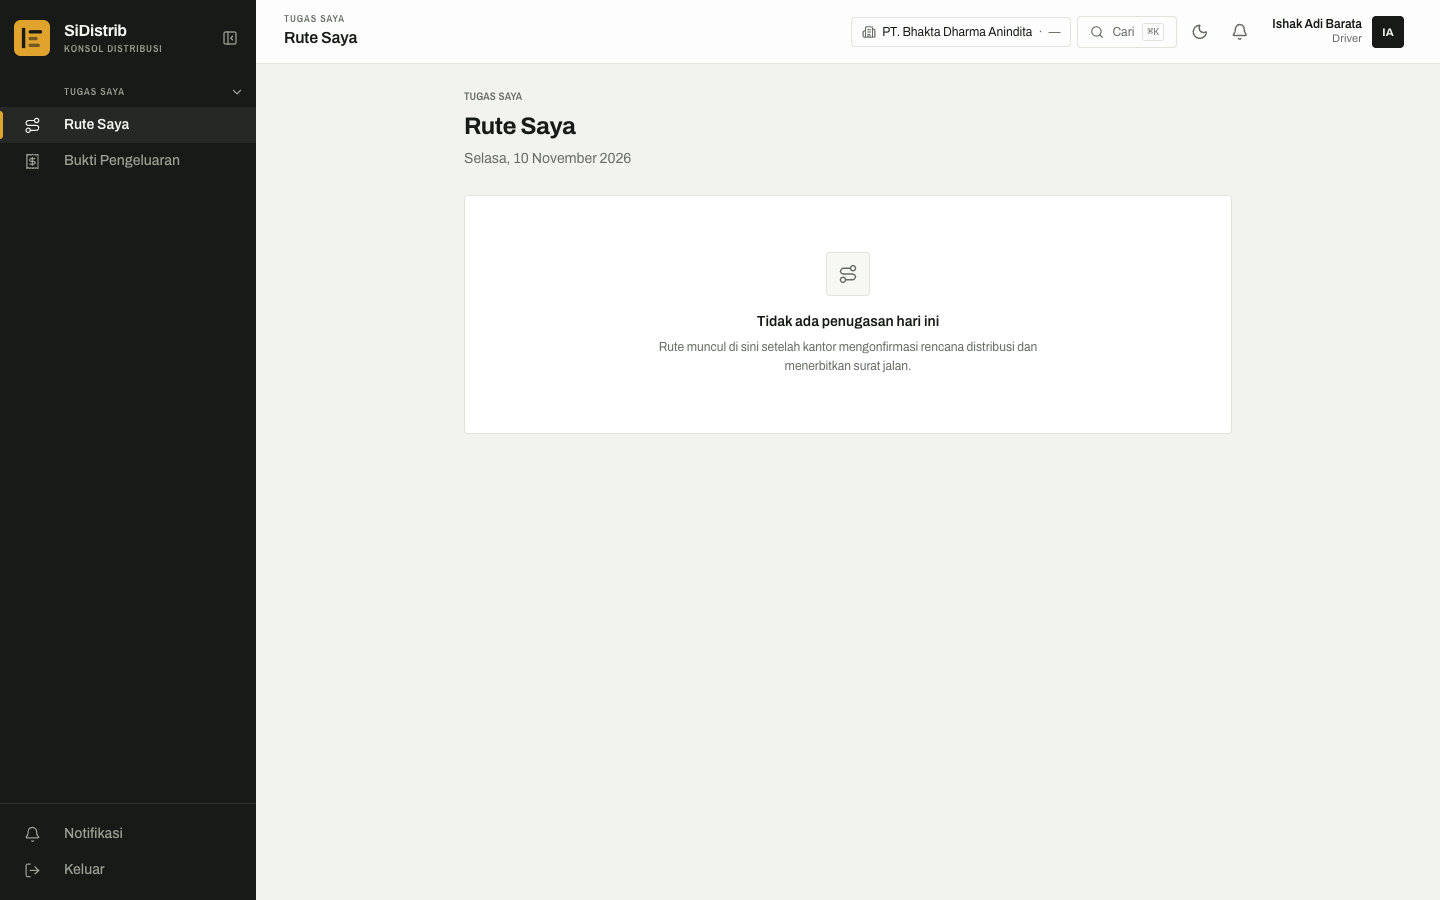 SiDistrib
KONSOL DISTRIBUSI
TUGAS SAYA
Rute Saya
Bukti Pengeluaran
Notifikasi
Keluar
TUGAS SAYA
Rute Saya
PT. Bhakta Dharma Anindita · —
Cari ⌘K
Ishak Adi Barata
Driver
IA
TUGAS SAYA
Rute Saya
Selasa, 10 November 2026
Tidak ada penugasan hari ini
Rute muncul di sini setelah kantor mengonfirmasi rencana distribusi dan
menerbitkan surat jalan.